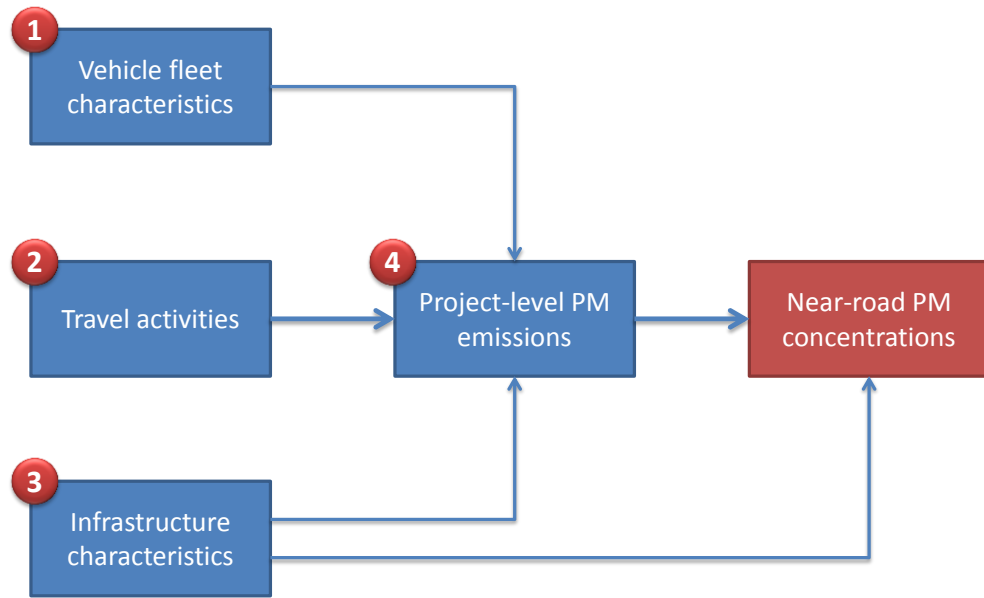 1
Vehicle fleet
characteristics
2
Travel activities
4
Project-level PM
emissions
Near-road PM
concentrations
3
Infrastructure
characteristics